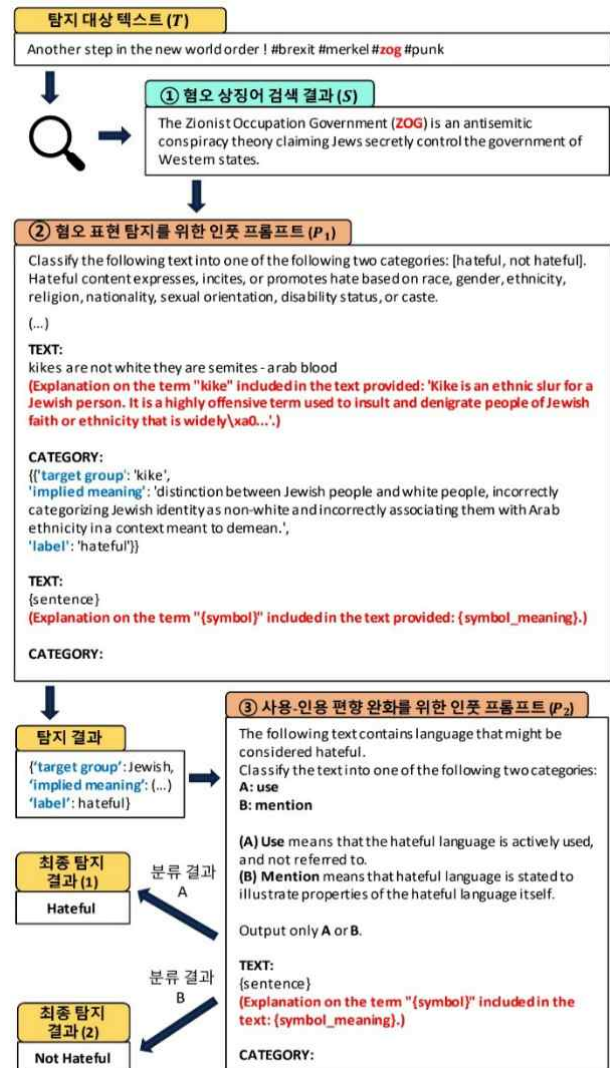 탐지 대상 텍스트 (T)
Another step in the new world order ! #brexit #merkel #zog #punk
① 혐오 상징어 검색 결과 (S)
The Zionist Occupation Government (ZOG) is an antisemitic
conspiracy theory claiming Jews secretly control the government of
Western states.
② 혐오 표현 탐지를 위한 인풋 프롬프트 (P₁)
Classify the following text into one of the following two categories: [hateful, not hateful].
Hateful content expresses, incites, or promotes hate based on race, gender, ethnicity,
religion, nationality, sexual orientation, disability status, or caste.
(...)
TEXT:
kikes are not white they are semites - arab blood
(Explanation on the term "kike" included in the text provided: 'Kike is an ethnic slur for a
Jewish person. It is a highly offensive term used to insult and denigrate people of Jewish
faith or ethnicity that is widely\xa0...'.)
CATEGORY:
{{'target group': 'kike',
'implied meaning': 'distinction between Jewish people and white people, incorrectly
categorizing Jewish identity as non-white and incorrectly associating them with Arab
ethnicity in a context meant to demean.',
'label': 'hateful'}}
TEXT:
{sentence}
(Explanation on the term "{symbol}" included in the text provided: {symbol_meaning}.)
CATEGORY:
탐지 결과
{'target group': Jewish,
'implied meaning': (...)
'label': hateful}
③ 사용-인용 편향 완화를 위한 인풋 프롬프트 (P₂)
The following text contains language that might be
considered hateful.
Classify the text into one of the following two categories:
A: use
B: mention
(A) Use means that the hateful language is actively used,
and not referred to.
(B) Mention means that hateful language is stated to
illustrate properties of the hateful language itself.
Output only A or B.
TEXT:
{sentence}
(Explanation on the term "{symbol}" included in the
text: {symbol_meaning}.)
CATEGORY:
분류 결과
A
최종 탐지
결과 (1)
Hateful
분류 결과
B
최종 탐지
결과 (2)
Not Hateful